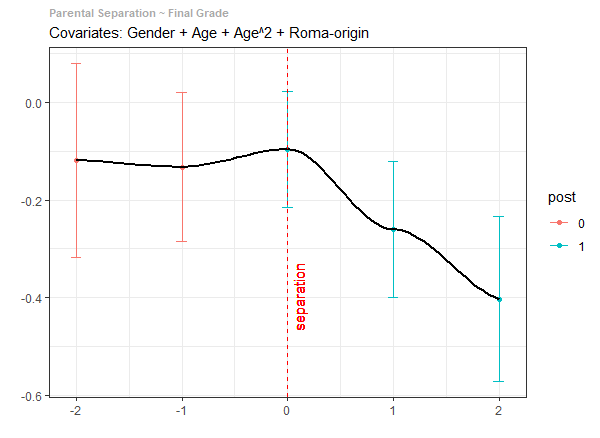 Parental Separation ~ Final Grade
Covariates: Gender + Age + Age^2 + Roma-origin
0.0
-0.2
-0.4
-0.6
separation
-2
-1
0
1
2
post
0
1